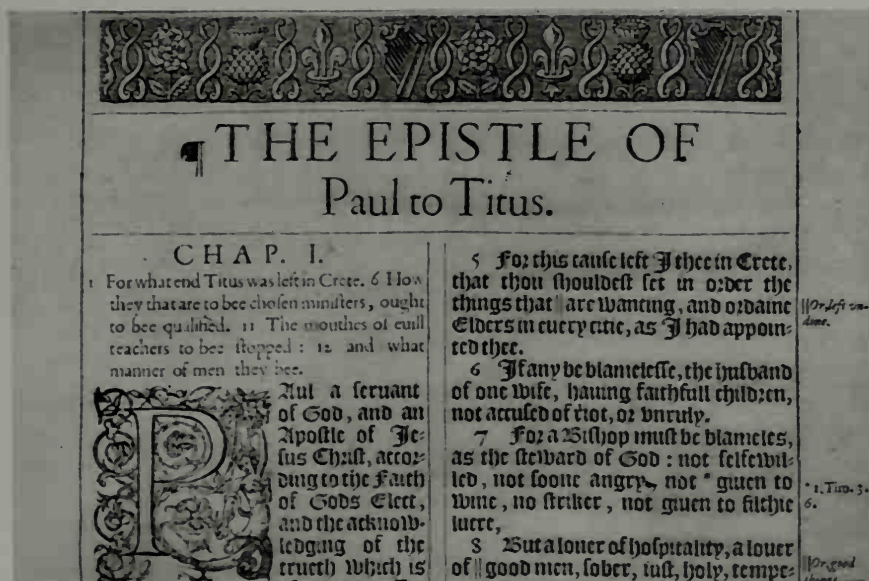 ¶THE EPISTLE OF
Paul to Titus.
CHAP. I.
1 For what end Titus was left in Crete. 6 How
they that are to bee chosen ministers, ought
to bee qualified. 11 The mouthes of euill
teachers to bee stopped : 12 and what
manner of men they bee.
PAul a seruant
of God, and an
Apostle of Je-
sus Christ, accor-
ding to the Faith
of Gods Elect,
and the acknow-
ledging of the
trueth which is
5 For this cause left I thee in Crete,
that thou shouldest set in order the
things that || are wanting, and ordaine
Elders in euery citie, as I had appoin-
ted thee.
6 If any be blamelesse, the husband
of one wife, hauing faithfull children,
not accused of riot, or vnruly.
7 For a Bishop must be blameles,
as the steward of God : not selfewil-
led, not soone angry, not * giuen to
wine, no striker, not giuen to filthie
lucre,
8 But a louer of hospitality, a louer
of || good men, sober, iust, holy, tempe-
||Or, left vn-
done.
* 1. Tim. 3.
6.
||Or, good